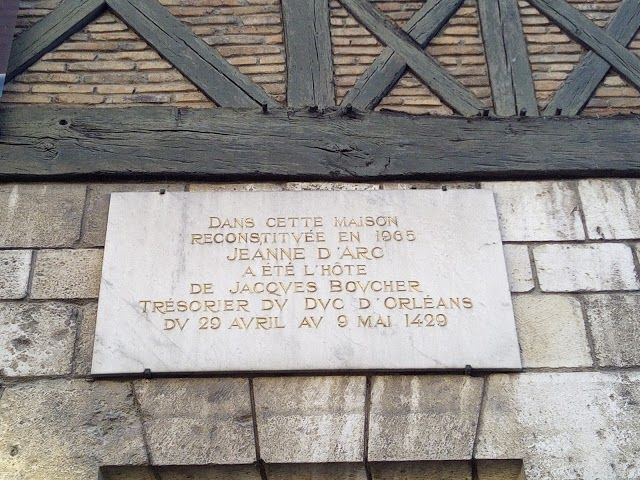 DANS CETTE MAISON
RECONSTITVÉE EN 1965
JEANNE D'ARC
A ÉTÉ L'HÔTE
DE JACQVES BOVCHER
TRÉSORIER DV DVC D'ORLÉANS
DV 29 AVRIL AV 9 MAI 1429